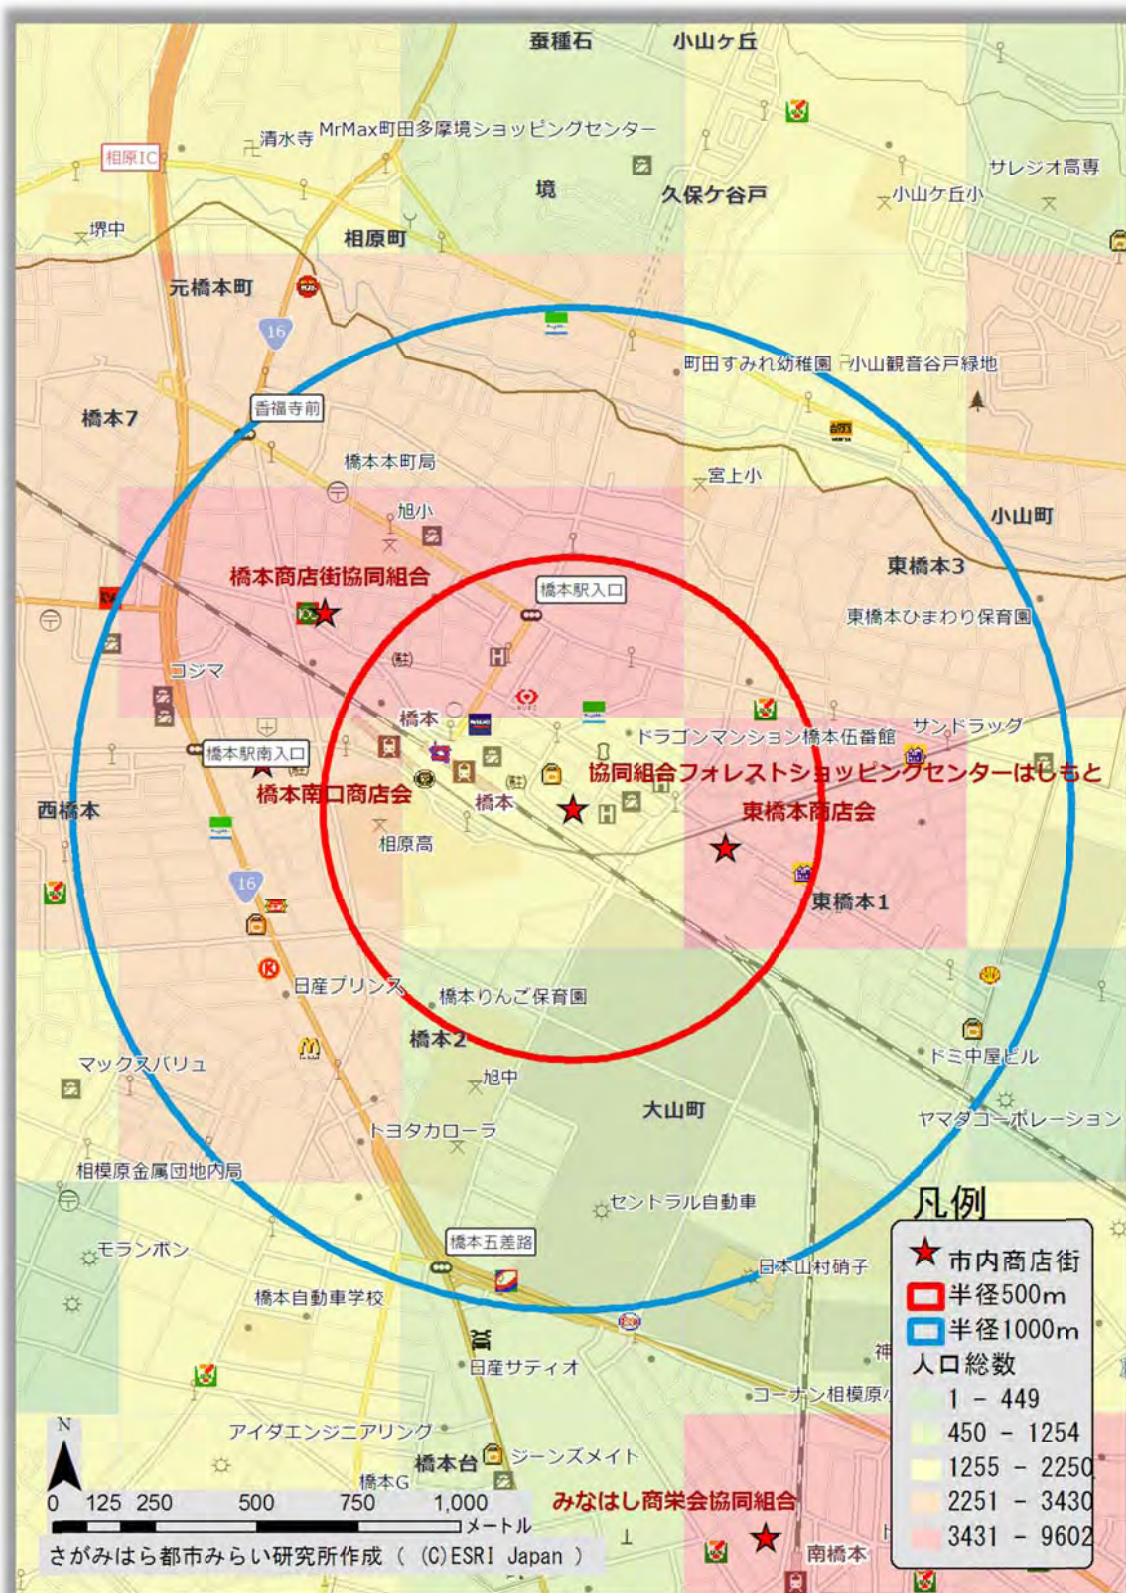 蚕種石
小山ヶ丘
MrMax町田多摩境ショッピングセンター
清水寺
相原IC
サレジオ高専
境
久保ケ谷戸
小山ケ丘小
堺中
相原町
元橋本町
16
町田すみれ幼稚園
小山観音谷戸緑地
香福寺前
橋本7
橋本本町局
宮上小
旭小
小山町
東橋本3
橋本商店街協同組合
橋本駅入口
東橋本ひまわり保育園
コジマ
橋本
サンドラッグ
ドラゴンマンション橋本伍番館
橋本駅南入口
協同組合フォレストショッピングセンターはしもと
橋本南口商店会
橋本
東橋本商店会
西橋本
相原高
16
東橋本1
日産プリンス
橋本りんご保育園
橋本2
ドミ中屋ビル
マックスバリュ
旭中
大山町
ヤマダコーポレーション
トヨタカローラ
相模原金属団地内局
セントラル自動車
モランボン
橋本五差路
日本山村硝子
橋本自動車学校
日産サティオ
神
コーナン相模原小
アイダエンジニアリング
橋本台
ジーンズメイト
橋本G
みなはし商栄会協同組合
南橋本
凡例
市内商店街
半径500m
半径1000m
人口総数
1 - 449
450 - 1254
1255 - 2250
2251 - 3430
3431 - 9602
N
0 125 250 500 750 1,000
メートル
さがみはら都市みらい研究所作成（ (C)ESRI Japan ）